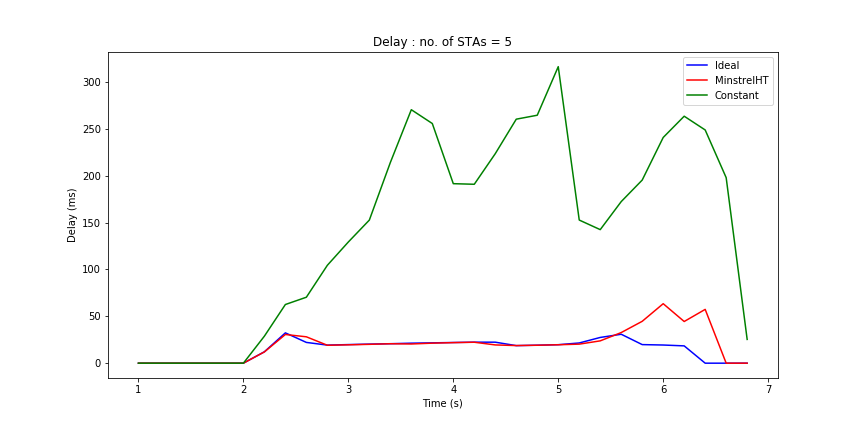 Delay : no. of STAs = 5
Ideal
MinstrelHT
Constant
Delay (ms)
300
250
200
150
100
50
0
1 2 3 4 5 6 7
Time (s)